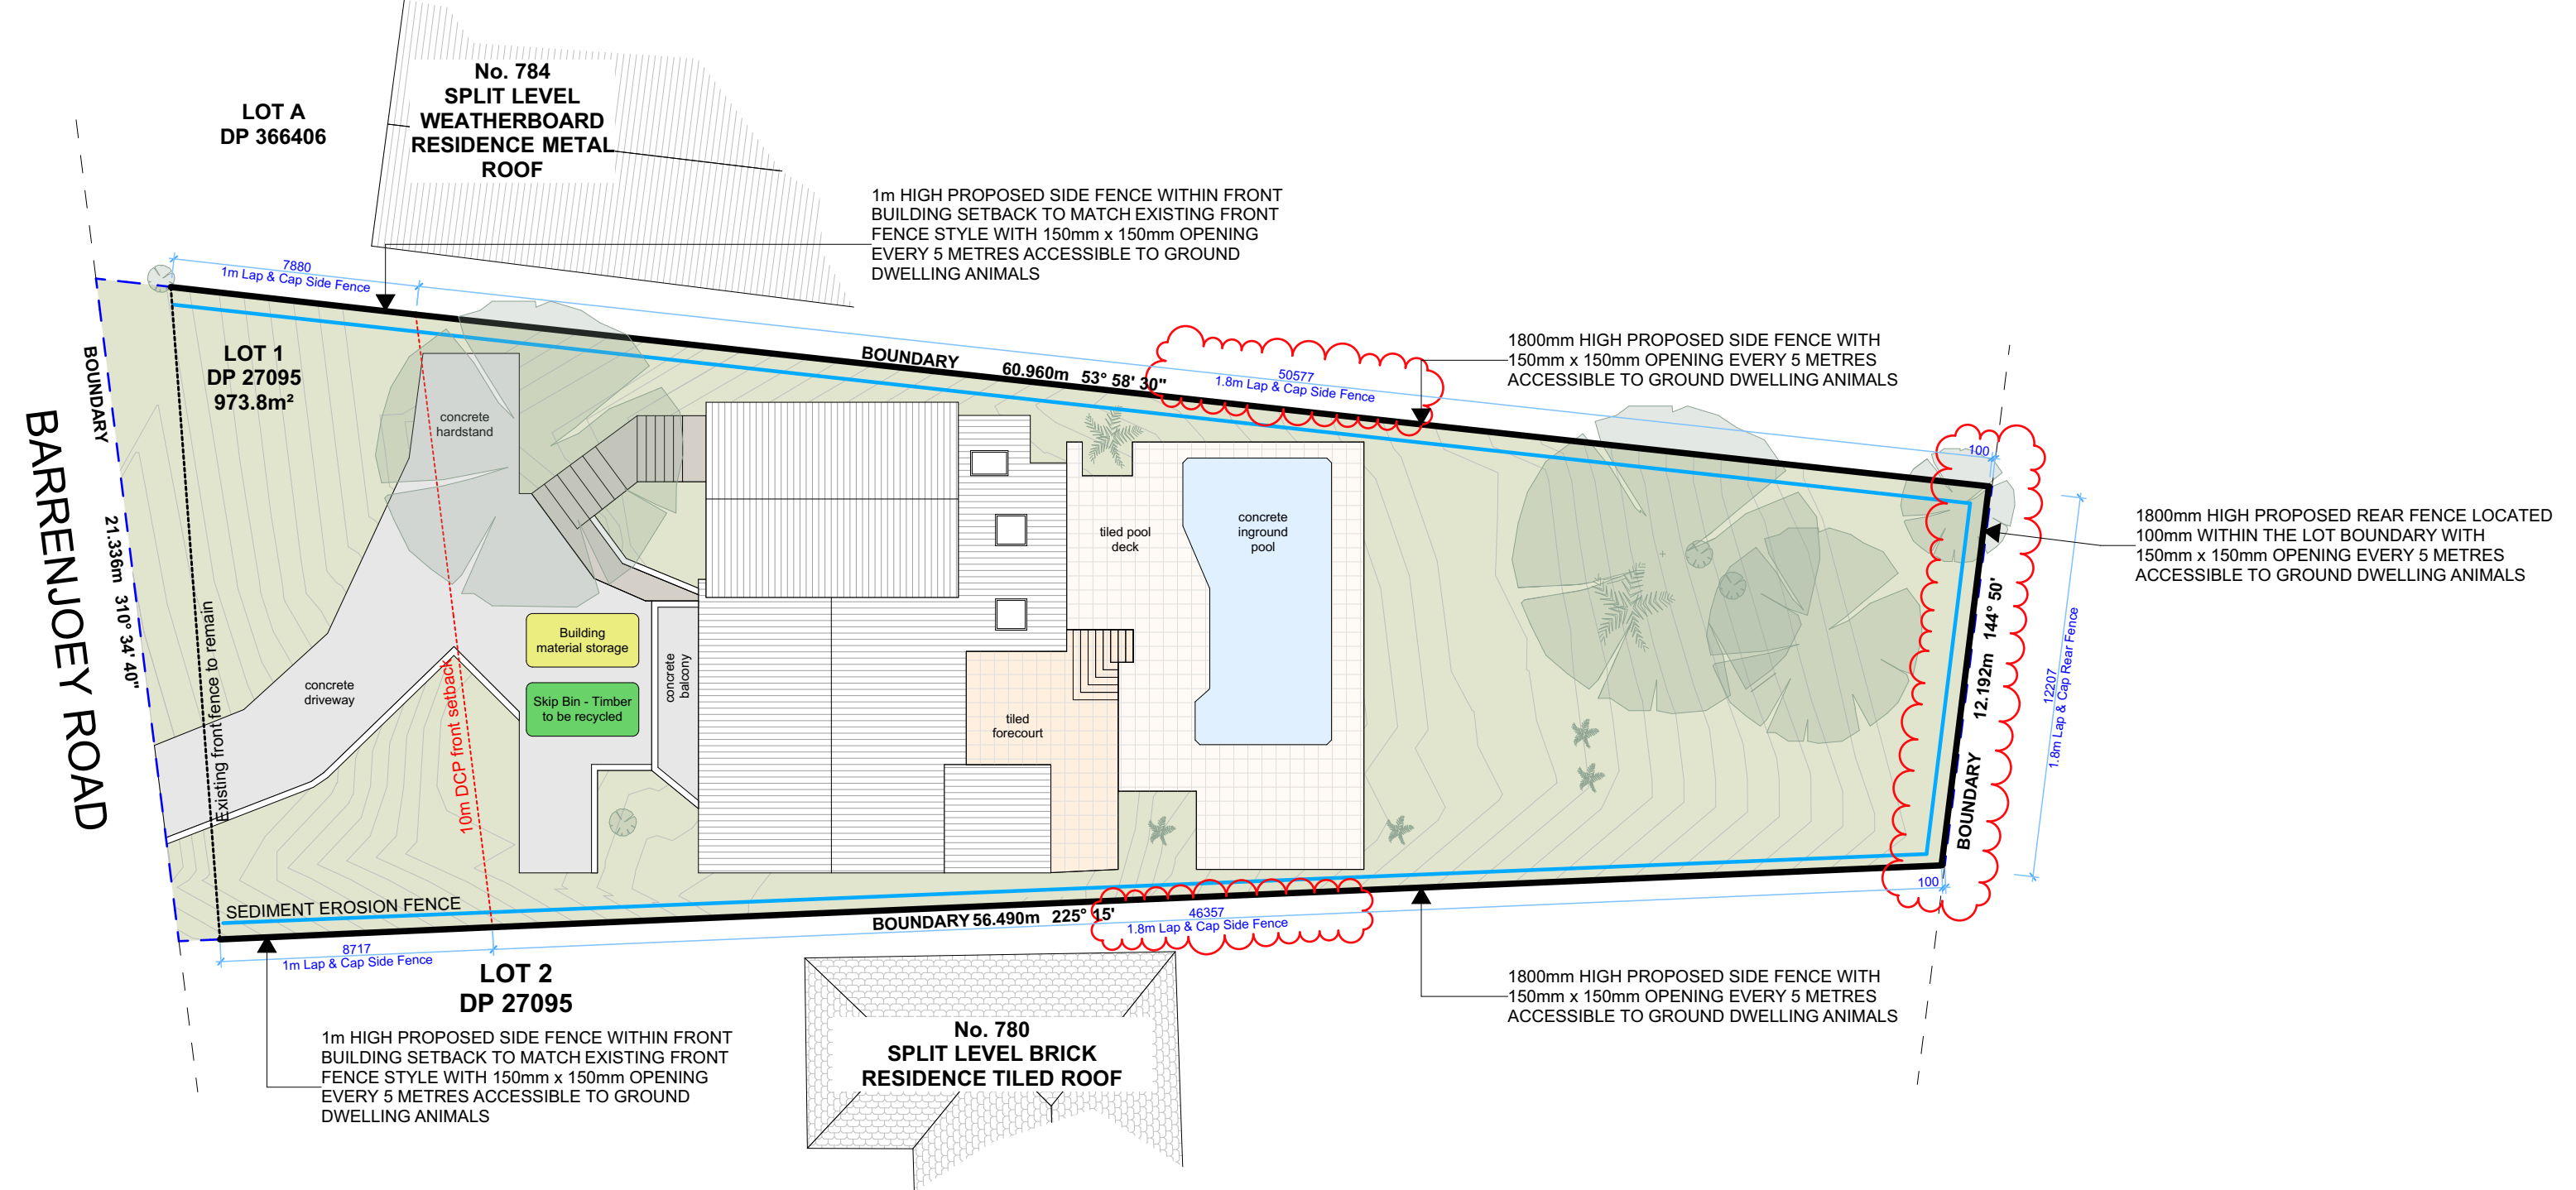 No. 784
SPLIT LEVEL
WEATHERBOARD
RESIDENCE METAL
ROOF
LOT A
DP 366406
1m HIGH PROPOSED SIDE FENCE WITHIN FRONT
BUILDING SETBACK TO MATCH EXISTING FRONT
FENCE STYLE WITH 150mm x 150mm OPENING
EVERY 5 METRES ACCESSIBLE TO GROUND
DWELLING ANIMALS
7880
1m Lap & Cap Side Fence
BOUNDARY
60.960m 53° 58' 30"
50577
1.8m Lap & Cap Side Fence
1800mm HIGH PROPOSED SIDE FENCE WITH
150mm x 150mm OPENING EVERY 5 METRES
ACCESSIBLE TO GROUND DWELLING ANIMALS
100
1800mm HIGH PROPOSED REAR FENCE LOCATED
100mm WITHIN THE LOT BOUNDARY WITH
150mm x 150mm OPENING EVERY 5 METRES
ACCESSIBLE TO GROUND DWELLING ANIMALS
LOT 1
DP 27095
973.8m²
BARRENJOEY ROAD
BOUNDARY
21.336m 310° 34' 40"
Existing front fence to remain
concrete
hardstand
concrete
driveway
10m DCP front setback
Building
material storage
Skip Bin - Timber
to be recycled
concrete
balcony
tiled
forecourt
tiled pool
deck
concrete
inground
pool
BOUNDARY
12.192m 144° 50'
12207
1.8m Lap & Cap Rear Fence
100
SEDIMENT EROSION FENCE
BOUNDARY 56.490m 225° 15'
46357
1.8m Lap & Cap Side Fence
8717
1m Lap & Cap Side Fence
LOT 2
DP 27095
1m HIGH PROPOSED SIDE FENCE WITHIN FRONT
BUILDING SETBACK TO MATCH EXISTING FRONT
FENCE STYLE WITH 150mm x 150mm OPENING
EVERY 5 METRES ACCESSIBLE TO GROUND
DWELLING ANIMALS
No. 780
SPLIT LEVEL BRICK
RESIDENCE TILED ROOF
1800mm HIGH PROPOSED SIDE FENCE WITH
150mm x 150mm OPENING EVERY 5 METRES
ACCESSIBLE TO GROUND DWELLING ANIMALS